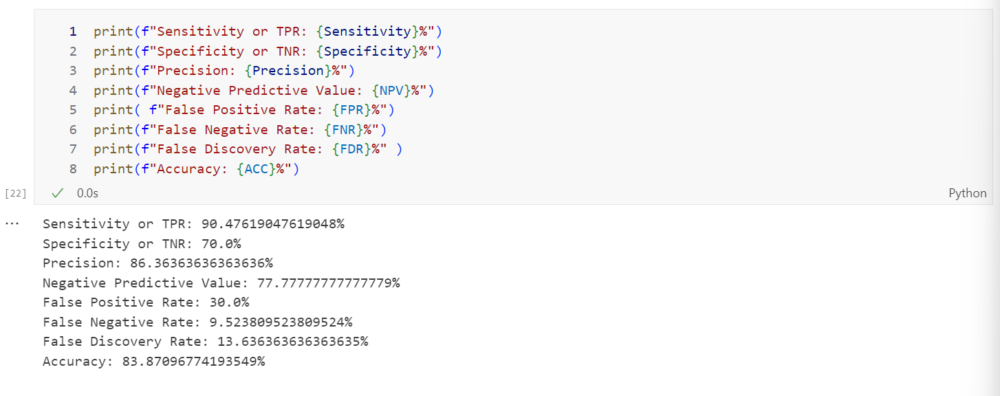 1 print(f"Sensitivity or TPR: {Sensitivity}%")
2 print(f"Specificity or TNR: {Specificity}%")
3 print(f"Precision: {Precision}%")
4 print(f"Negative Predictive Value: {NPV}%")
5 print( f"False Positive Rate: {FPR}%")
6 print(f"False Negative Rate: {FNR}%")
7 print(f"False Discovery Rate: {FDR}%" )
8 print(f"Accuracy: {ACC}%")
[22] ✓ 0.0s Python
... Sensitivity or TPR: 90.47619047619048%
Specificity or TNR: 70.0%
Precision: 86.36363636363636%
Negative Predictive Value: 77.77777777777779%
False Positive Rate: 30.0%
False Negative Rate: 9.523809523809524%
False Discovery Rate: 13.636363636363635%
Accuracy: 83.87096774193549%